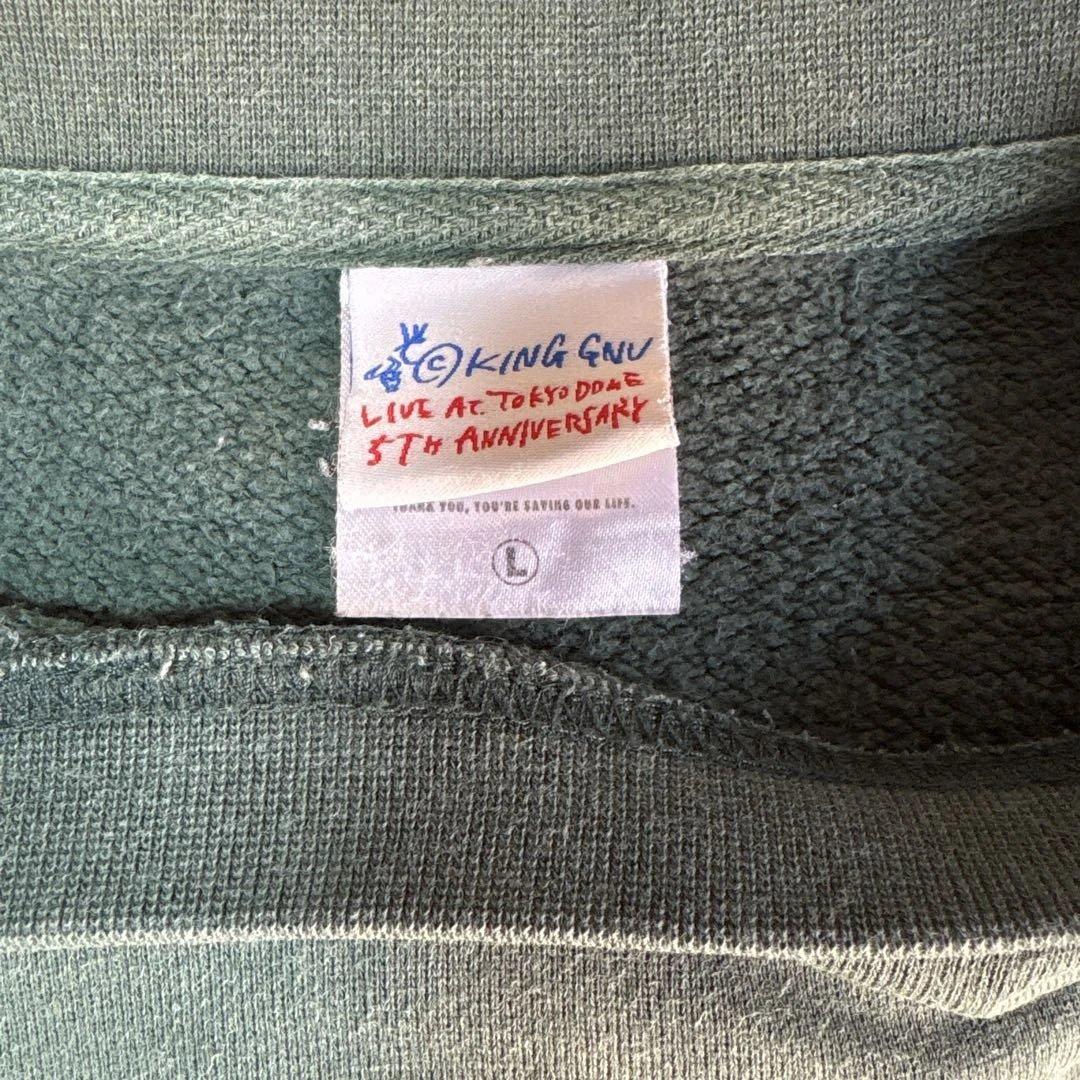 © KING GNU
LIVE AT. TOKYO DOME
5TH ANNIVERSARY
THANK YOU, YOU'RE SAVING OUR LIFE.
L